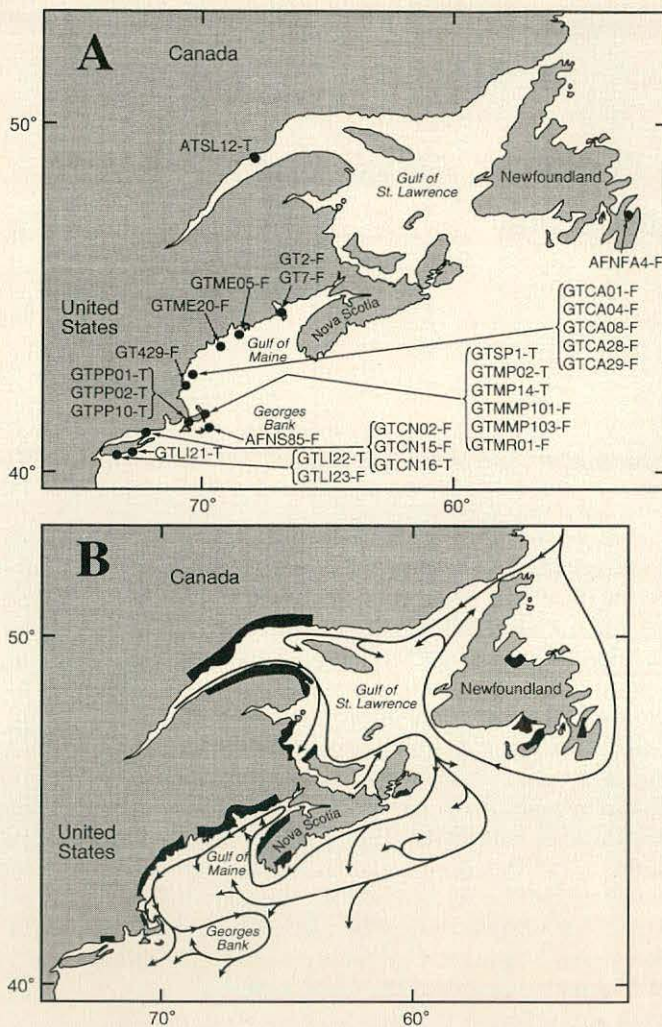 A
Canada
50°
ATSL12-T
Gulf of
St. Lawrence
Newfoundland
AFNFA4-F
GT2-F
GT7-F
GTME05-F
GTME20-F
United
States
Nova Scotia
Gulf of
Maine
GTCA01-F
GTCA04-F
GTCA08-F
GTCA28-F
GTCA29-F
GT429-F
GTPP01-T
GTPP02-T
GTPP10-T
GTSP1-T
GTMP02-T
GTMP14-T
GTMMP101-F
GTMMP103-F
GTMR01-F
Georges
Bank
AFNS85-F
GTCN02-F
GTCN15-F
GTCN16-T
GTLI21-T
GTLI22-T
GTLI23-F
40°
70°
60°
B
Canada
50°
Gulf of
St. Lawrence
Newfoundland
United
States
Nova Scotia
Gulf of
Maine
Georges
Bank
40°
70°
60°